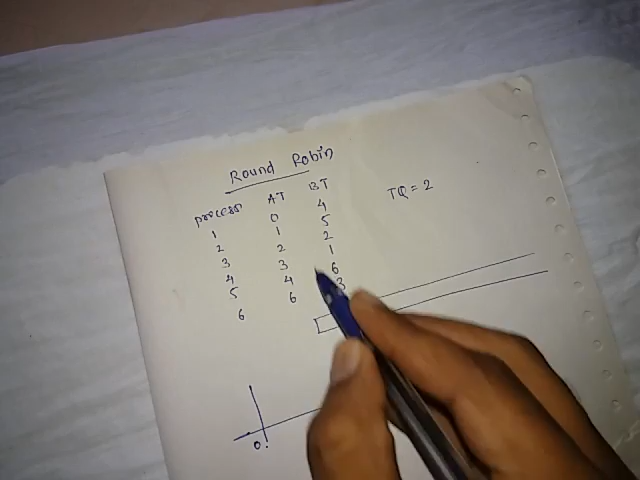 Round Robin
process AT BT TQ = 2
1 0 4
2 1 5
3 2 2
4 3 1
5 4 6
6 6 3
0